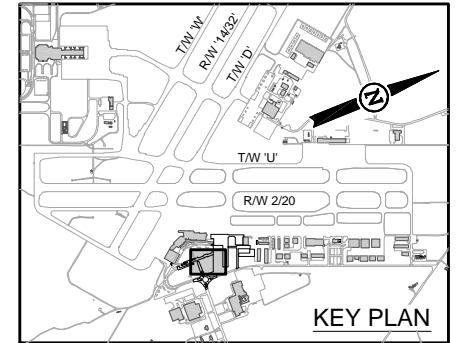 T/W 'W'
R/W '14/32'
T/W 'D'
N
T/W 'U'
R/W 2/20
KEY PLAN